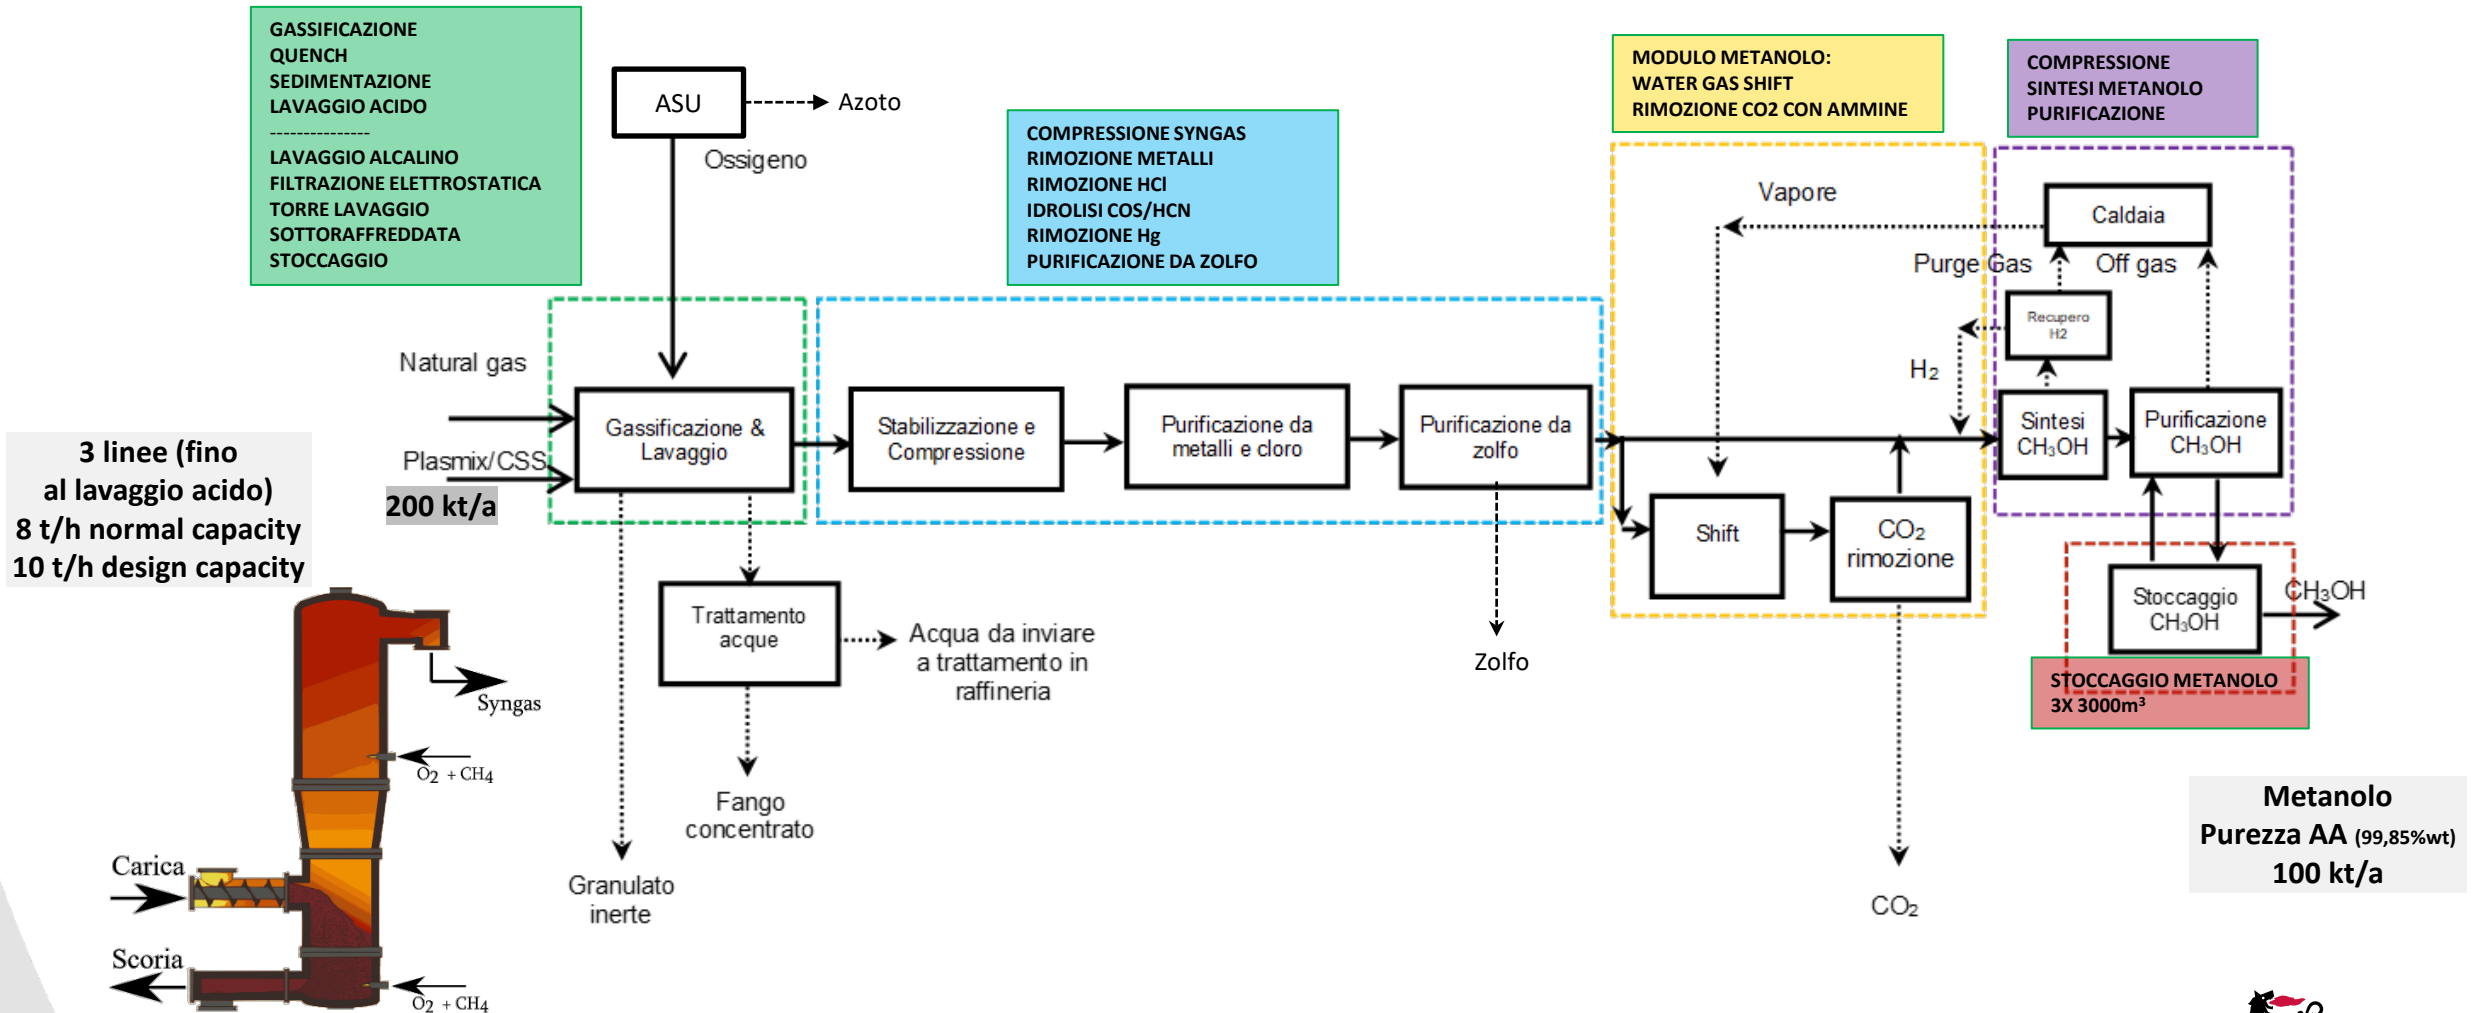 GASSIFICAZIONE
QUENCH
SEDIMENTAZIONE
LAVAGGIO ACIDO
---------------
LAVAGGIO ALCALINO
FILTRAZIONE ELETTROSTATICA
TORRE LAVAGGIO
SOTTORAFFREDDATA
STOCCAGGIO
ASU
Azoto
Ossigeno
COMPRESSIONE SYNGAS
RIMOZIONE METALLI
RIMOZIONE HCl
IDROLISI COS/HCN
RIMOZIONE Hg
PURIFICAZIONE DA ZOLFO
MODULO METANOLO:
WATER GAS SHIFT
RIMOZIONE CO2 CON AMMINE
COMPRESSIONE
SINTESI METANOLO
PURIFICAZIONE
Vapore
Caldaia
Purge Gas
Off gas
Recupero
H2
H₂
Natural gas
Plasmix/CSS
200 kt/a
Gassificazione &
Lavaggio
Stabilizzazione e
Compressione
Purificazione da
metalli e cloro
Purificazione da
zolfo
Sintesi
CH₃OH
Purificazione
CH₃OH
3 linee (fino
al lavaggio acido)
8 t/h normal capacity
10 t/h design capacity
Shift
CO₂
rimozione
Stoccaggio
CH₃OH
CH₃OH
STOCCAGGIO METANOLO
3X 3000m³
Trattamento
acque
Acqua da inviare
a trattamento in
raffineria
Zolfo
Fango
concentrato
Granulato
inerte
CO₂
Syngas
O₂ + CH₄
Carica
Scoria
O₂ + CH₄
Metanolo
Purezza AA (99,85%wt)
100 kt/a